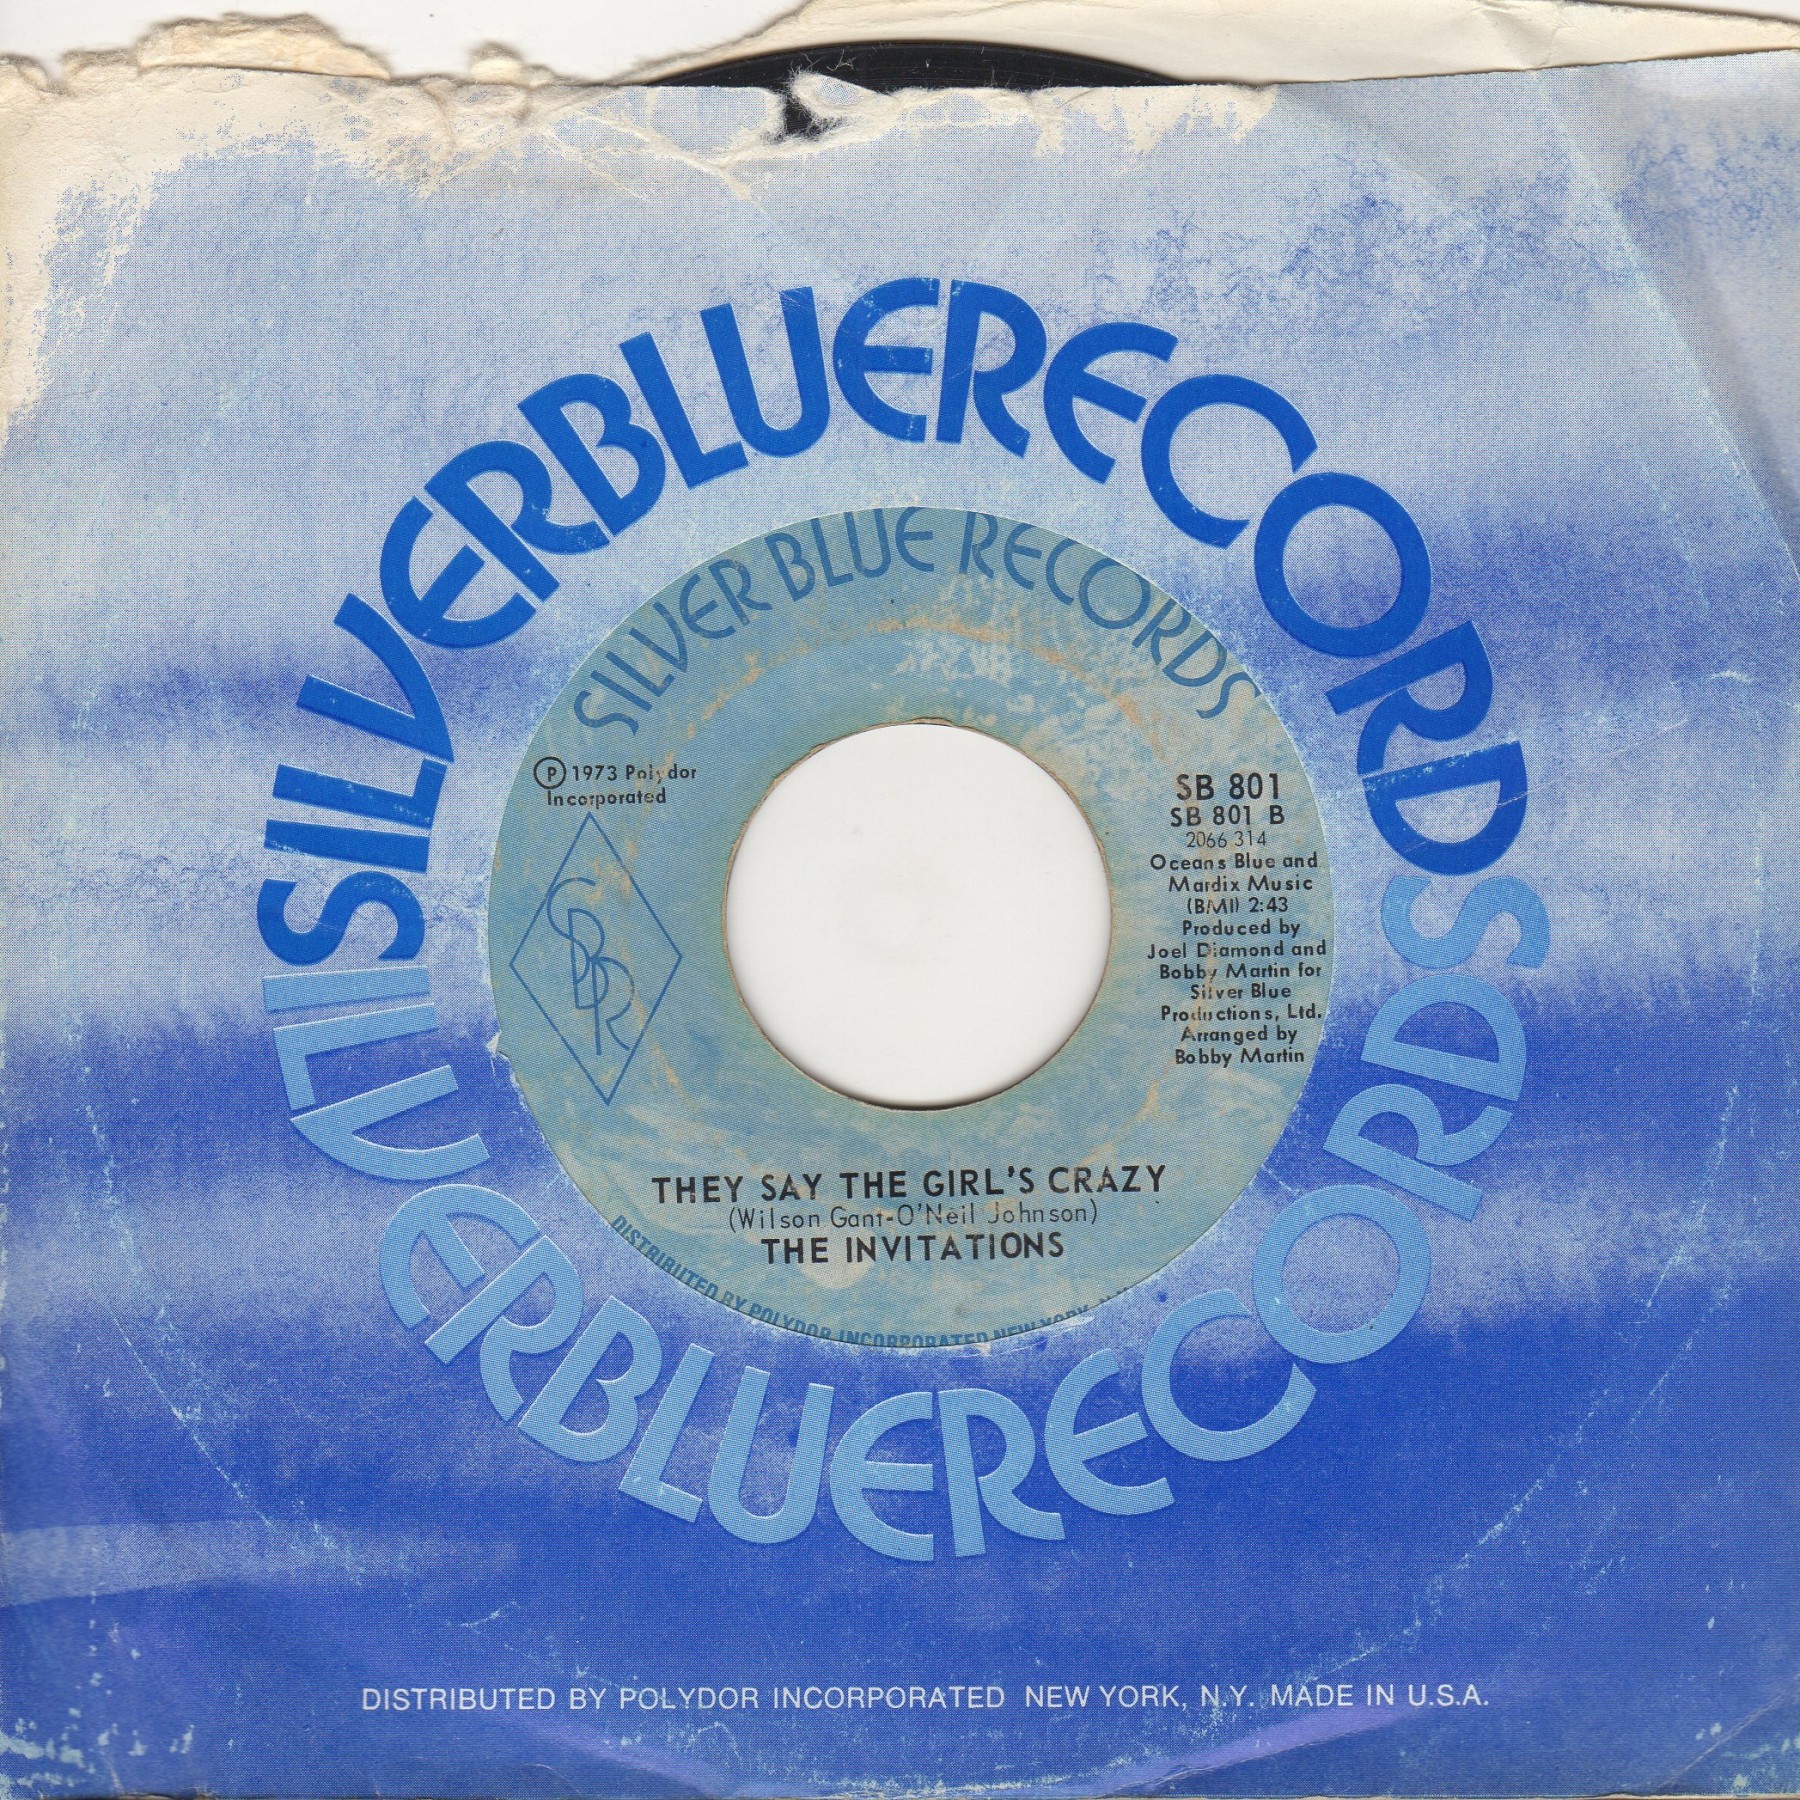 SILVERBLUERECORDS
SILVERBLUERECORDS
SILVER BLUE RECORDS
Ⓟ 1973 Polydor
Incorporated
SBR
SB 801
SB 801 B
2066 314
Oceans Blue and
Mardix Music
(BMI) 2:43
Produced by
Joel Diamond and
Bobby Martin for
Silver Blue
Productions, Ltd.
Arranged by
Bobby Martin
THEY SAY THE GIRL'S CRAZY
(Wilson Gant-O'Neil Johnson)
THE INVITATIONS
DISTRIBUTED BY POLYDOR INCORPORATED NEW YORK,
DISTRIBUTED BY POLYDOR INCORPORATED NEW YORK, N.Y. MADE IN U.S.A.